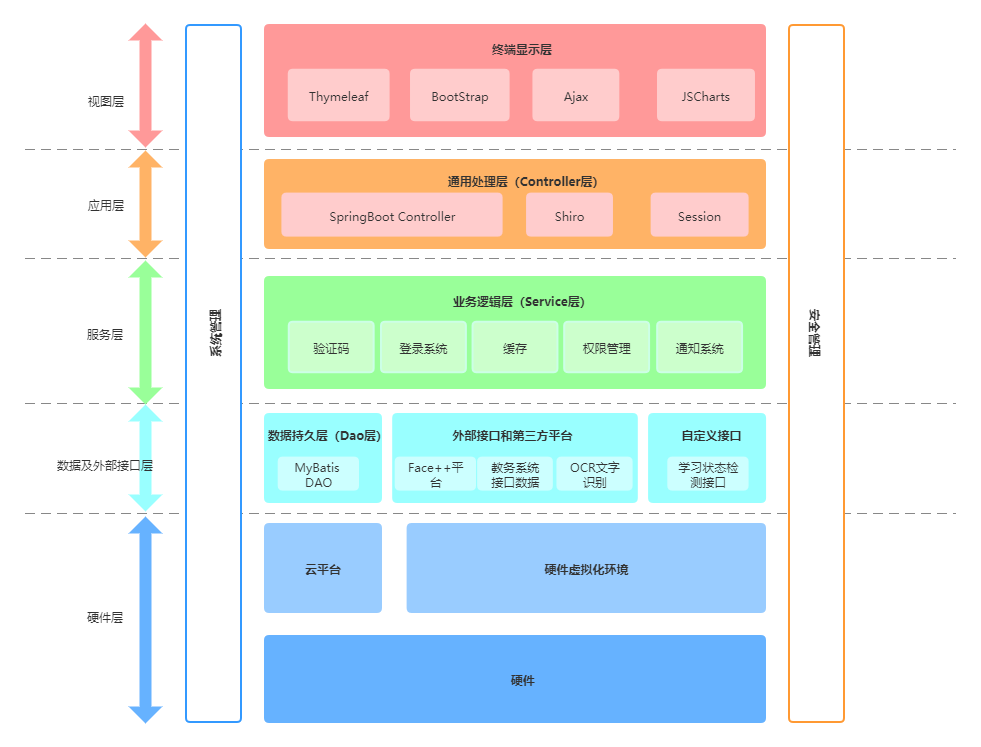 终端显示层
Thymeleaf
BootStrap
Ajax
JSCharts
视图层
通用处理层（Controller层）
SpringBoot Controller
Shiro
Session
应用层
业务逻辑层（Service层）
验证码
登录系统
缓存
权限管理
通知系统
服务层
系统管理
安全管理
数据持久层（Dao层)
MyBatis
DAO
外部接口和第三方平台
Face++平
台
教务系统
接口数据
OCR文字
识别
自定义接口
学习状态检
测接口
数据及外部接口层
云平台
硬件虚拟化环境
硬件层
硬件